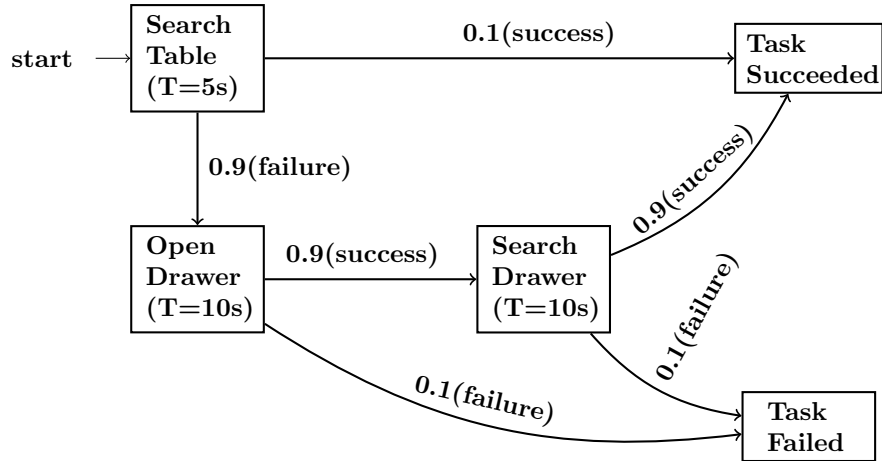 start
Search
Table
(T=5s)
0.1(success)
Task
Succeeded
0.9(failure)
0.9(success)
Open
Drawer
(T=10s)
0.9(success)
Search
Drawer
(T=10s)
0.1(failure)
0.1(failure)
Task
Failed